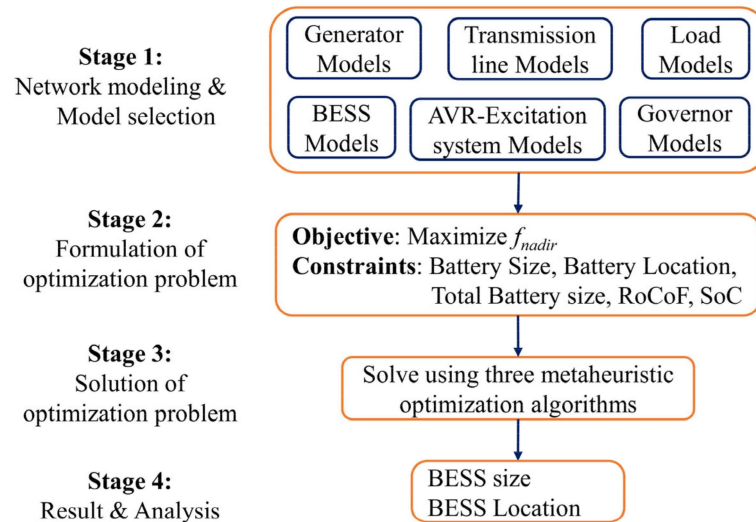 Stage 1:
Network modeling &
Model selection
Generator
Models
Transmission
line Models
Load
Models
BESS
Models
AVR-Excitation
system Models
Governor
Models
Stage 2:
Formulation of
optimization problem
Objective: Maximize f_nadir
Constraints: Battery Size, Battery Location,
Total Battery size, RoCoF, SoC
Stage 3:
Solution of
optimization problem
Solve using three metaheuristic
optimization algorithms
Stage 4:
Result & Analysis
BESS size
BESS Location